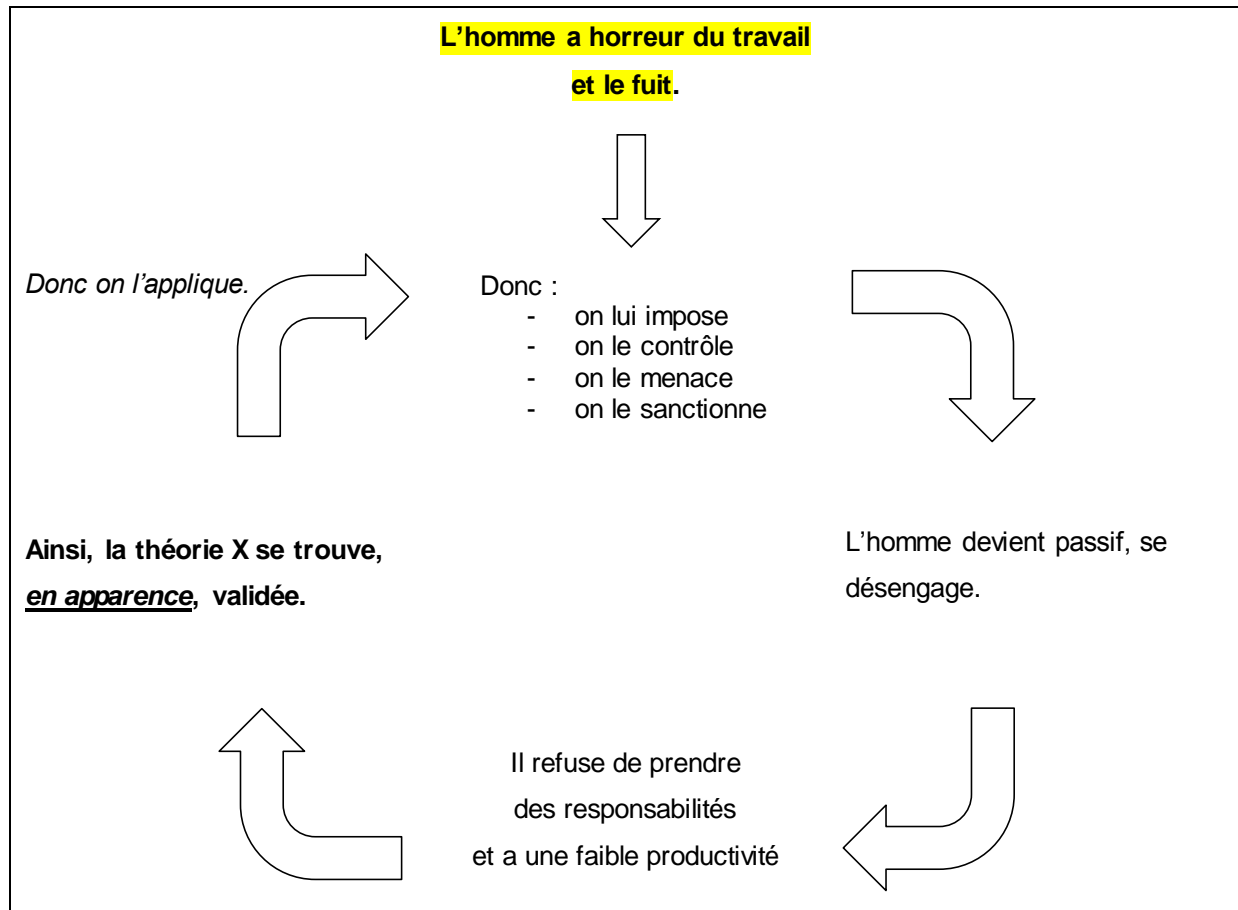 L’homme a horreur du travail
et le fuit.
Donc on l’applique.
Donc :
- on lui impose
- on le contrôle
- on le menace
- on le sanctionne
L’homme devient passif, se
désengage.
Il refuse de prendre
des responsabilités
et a une faible productivité
Ainsi, la théorie X se trouve,
en apparence, validée.